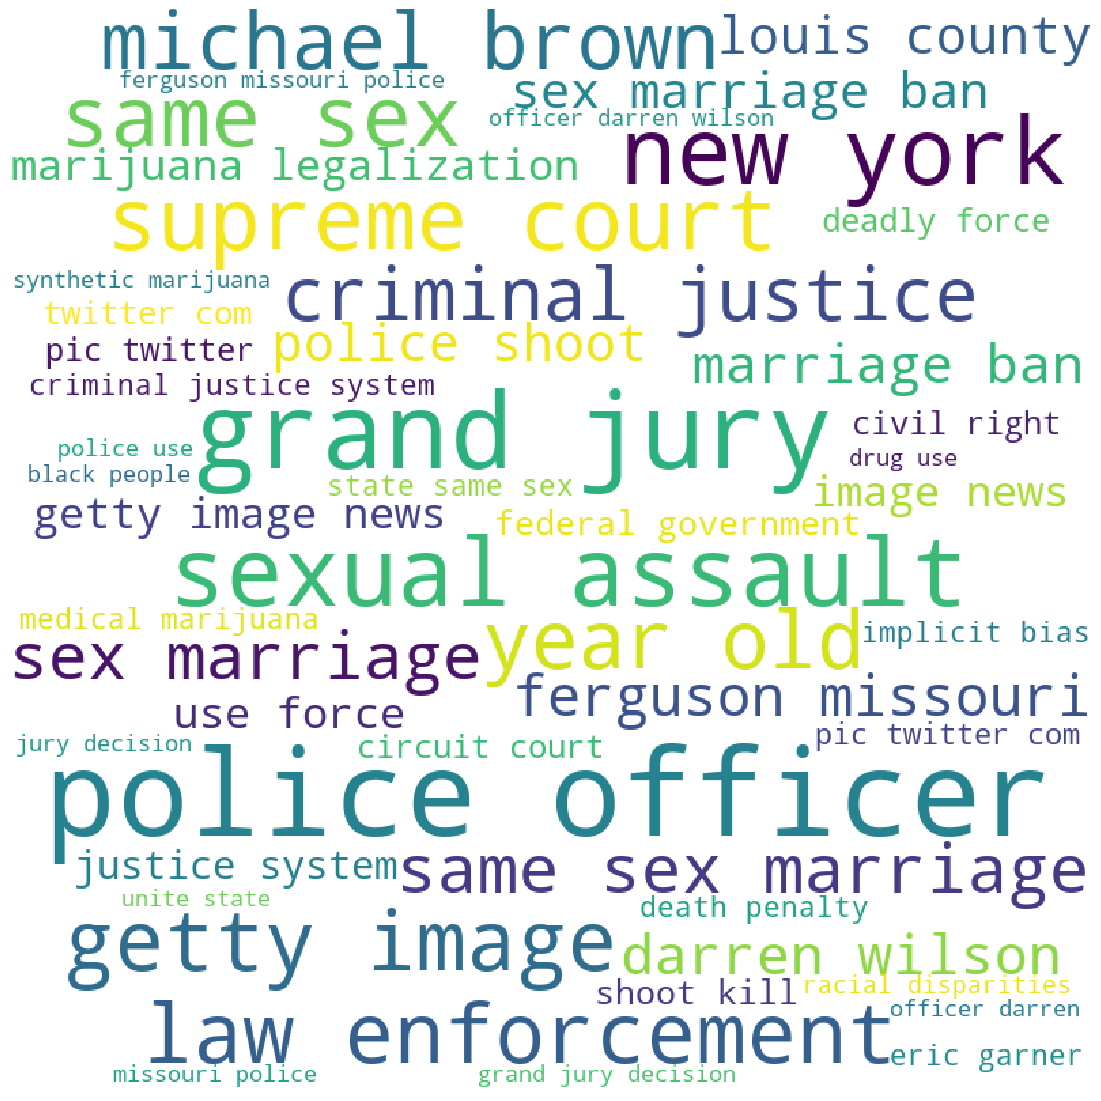 michael brown
louis county
ferguson missouri police
sex marriage ban
same sex
officer darren wilson
new york
marijuana legalization
supreme court
deadly force
synthetic marijuana
criminal justice
twitter com
police shoot
pic twitter
marriage ban
criminal justice system
grand jury
civil right
police use
drug use
black people
state same sex
image news
getty image news
federal government
sexual assault
medical marijuana
year old
implicit bias
sex marriage
ferguson missouri
use force
pic twitter com
jury decision
circuit court
police officer
justice system
same sex marriage
unite state
death penalty
getty image
darren wilson
shoot kill
racial disparities
law enforcement
officer darren
eric garner
missouri police
grand jury decision